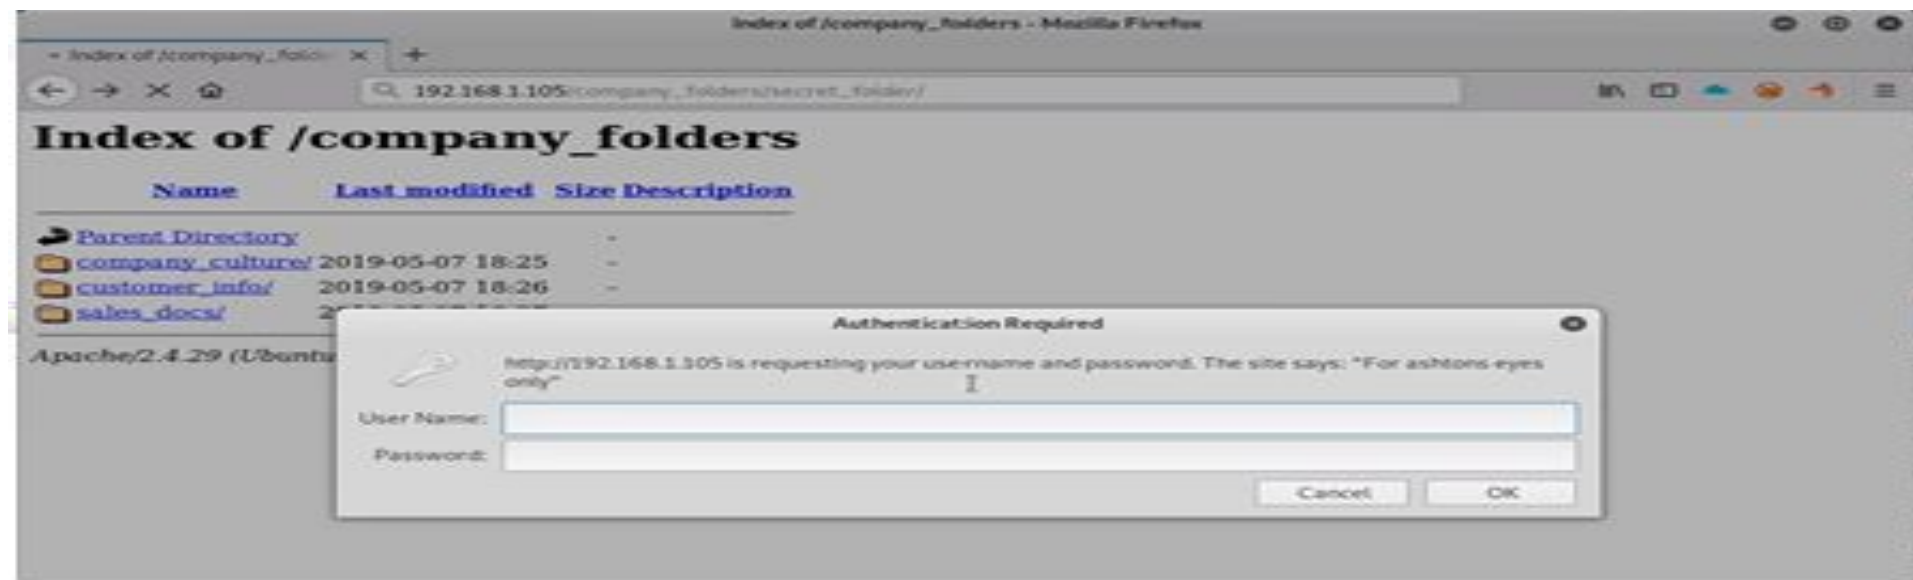 Index of /company_folders - Mozilla Firefox
Index of /company_folde
192.168.1.105/company_folders/secret_folder/
Index of /company_folders
Name Last modified Size Description
Parent Directory -
company_culture/ 2019-05-07 18:25 -
customer_info/ 2019-05-07 18:26 -
sales_docs/
Apache/2.4.29 (Ubuntu
Authentication Required
http://192.168.1.105 is requesting your username and password. The site says: "For ashtons eyes
only"
User Name:
Password:
Cancel OK